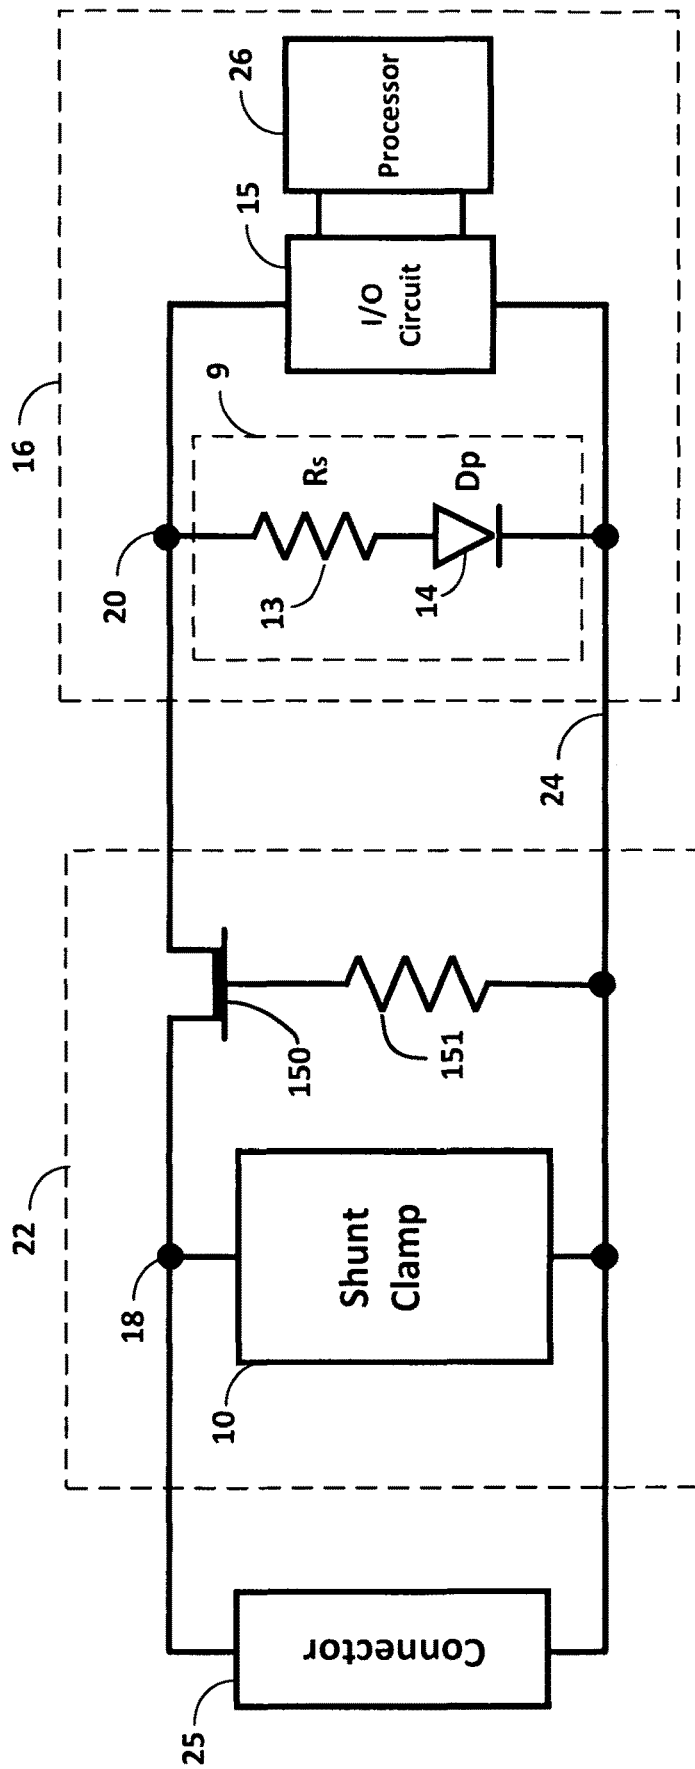 22
16
18
20
26
15
9
Processor
I/O
Circuit
Rs
Dp
13
14
24
150
151
Shunt
Clamp
10
Connector
25